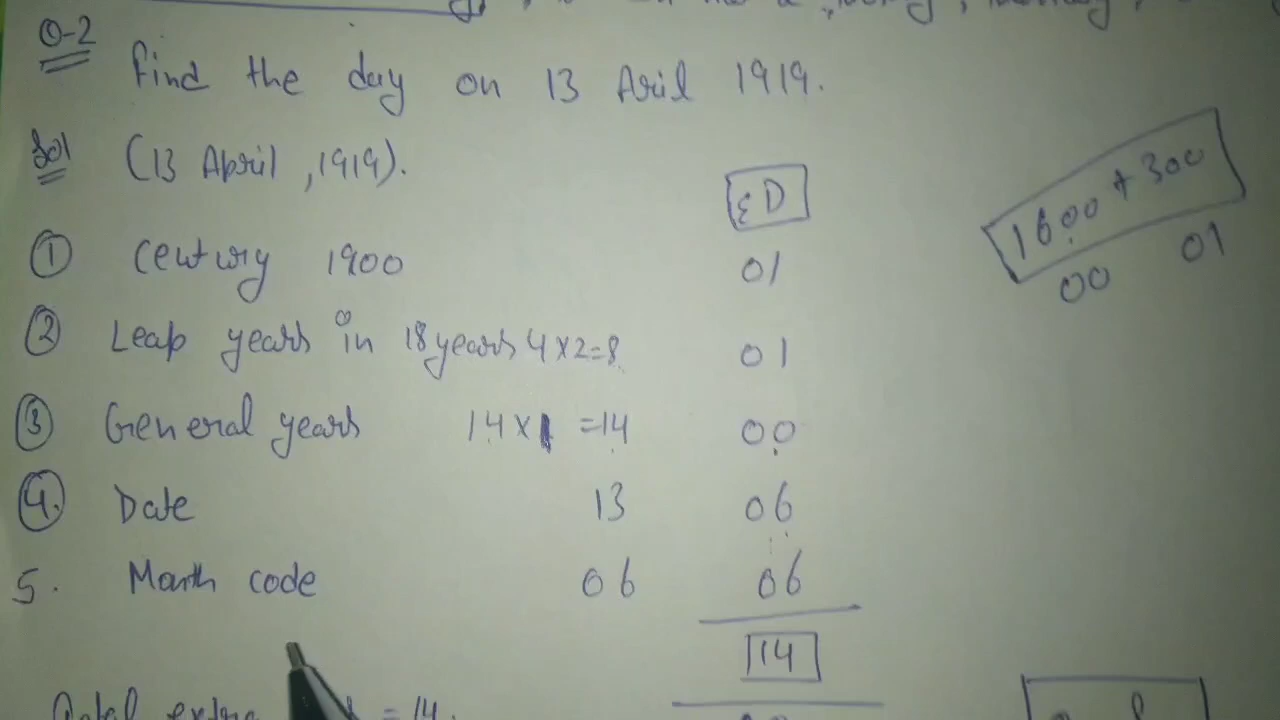 Q-2
Find the day on 13 Aril 1919.
Sol (13 April, 1919).
ED
1600 + 300
00 01
① Century 1900 01
② Leap years in 18 years 4 x 2 = 8 01
③ General years 14 x 1 = 14 00
④. Date 13 06
5. Month code 06 06
14
= 14.